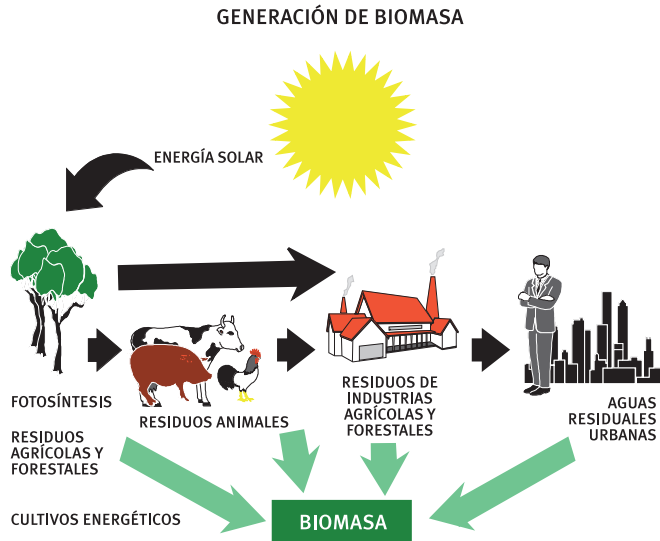 GENERACIÓN DE BIOMASA
ENERGÍA SOLAR
FOTOSÍNTESIS
RESIDUOS
AGRÍCOLAS Y
FORESTALES
CULTIVOS ENERGÉTICOS
RESIDUOS ANIMALES
RESIDUOS DE
INDUSTRIAS
AGRÍCOLAS Y
FORESTALES
AGUAS
RESIDUALES
URBANAS
BIOMASA